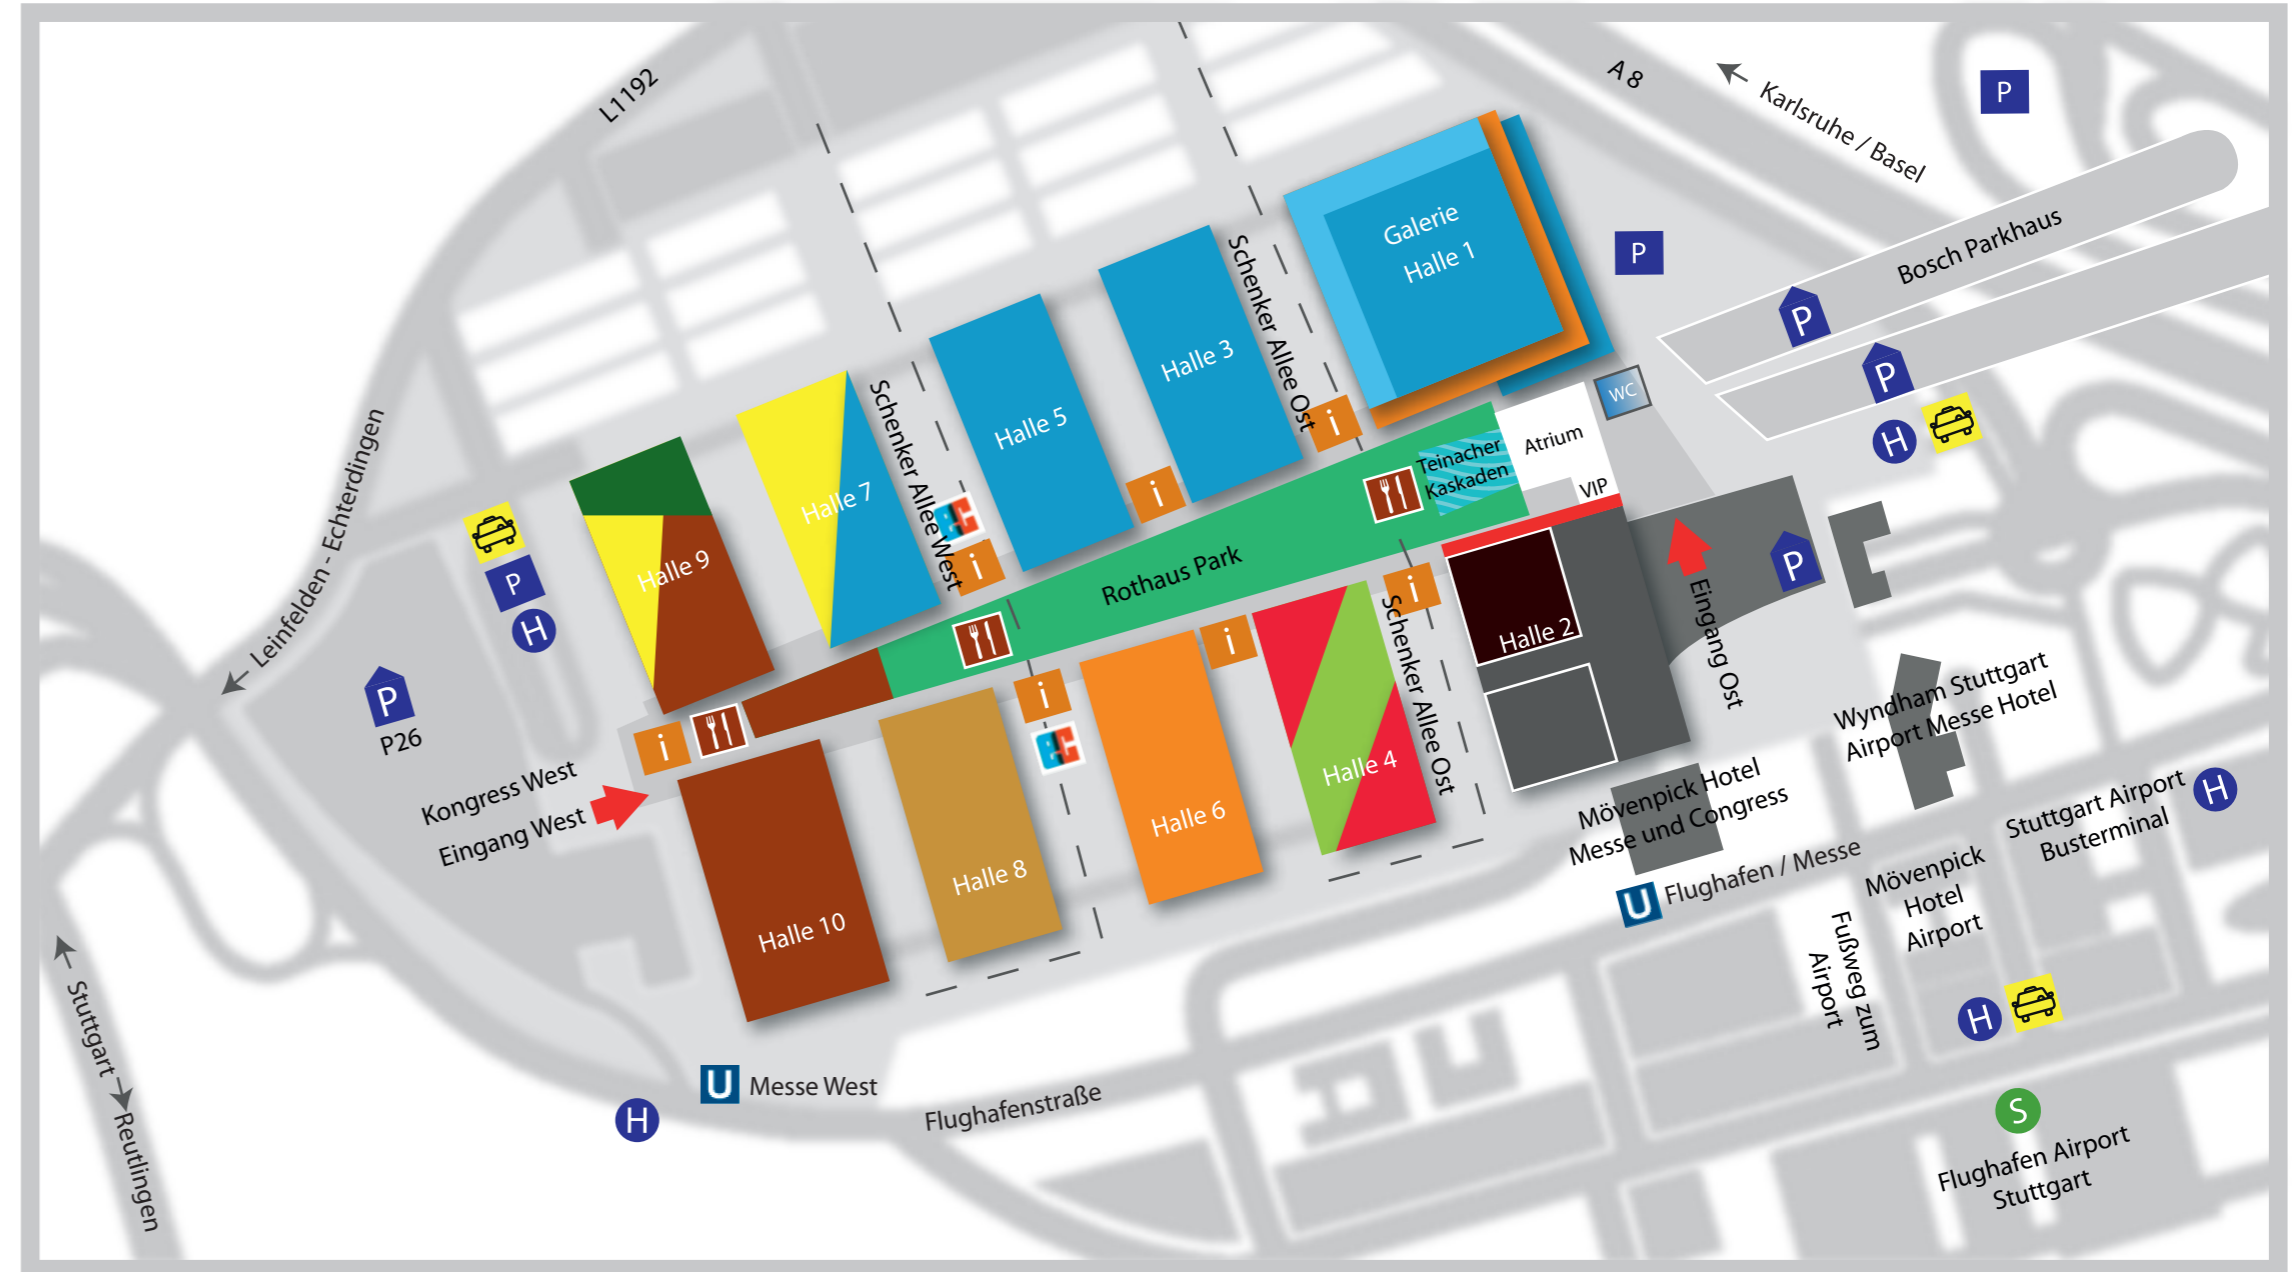 L1192
A 8
Karlsruhe / Basel
P
Bosch Parkhaus
P
P
P
H
Galerie
Halle 1
Schenker Allee Ost
Halle 3
Halle 5
Schenker Allee West
Halle 7
Halle 9
Leinfelden - Echterdingen
P
H
P
P26
i
i
i
WC
Atrium
VIP
Teinacher
Kaskaden
Rothaus Park
i
i
i
i
Schenker Allee Ost
Halle 2
Halle 4
Halle 6
Halle 8
Halle 10
P
Eingang Ost
Kongress West
Eingang West
Wyndham Stuttgart
Airport Messe Hotel
Mövenpick Hotel
Messe und Congress
U Flughafen / Messe
Stuttgart Airport
Busterminal
H
Mövenpick
Hotel
Airport
Fußweg zum
Airport
H
S
Flughafen Airport
Stuttgart
U Messe West
H
Flughafenstraße
Stuttgart
Reutlingen